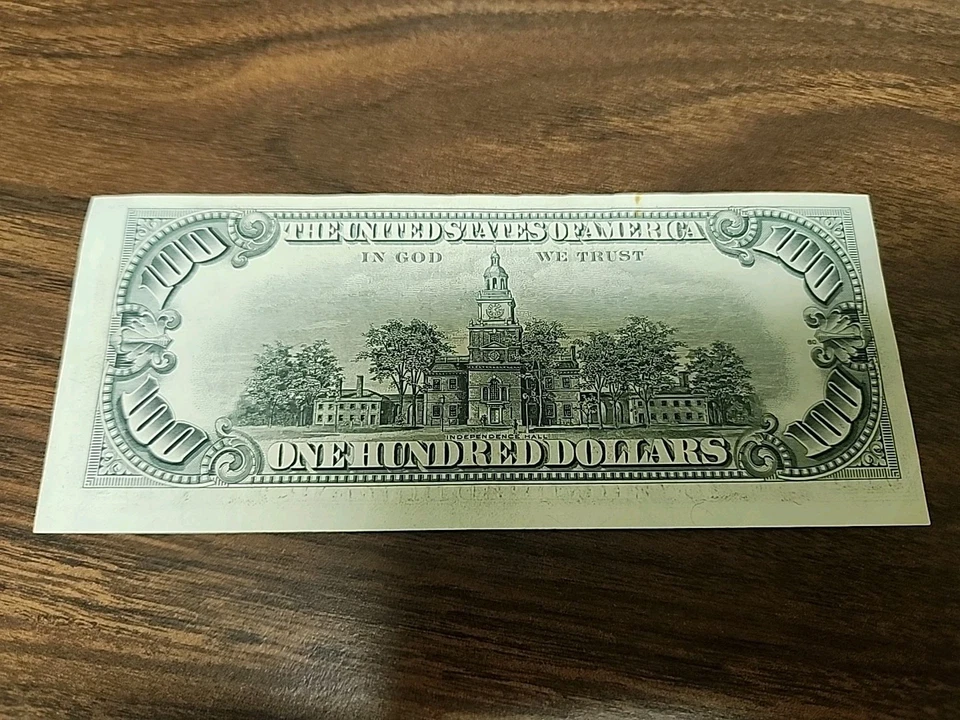 100 THE UNITED STATES OF AMERICA 100
IN GOD WE TRUST
INDEPENDENCE HALL
100 ONE HUNDRED DOLLARS 100